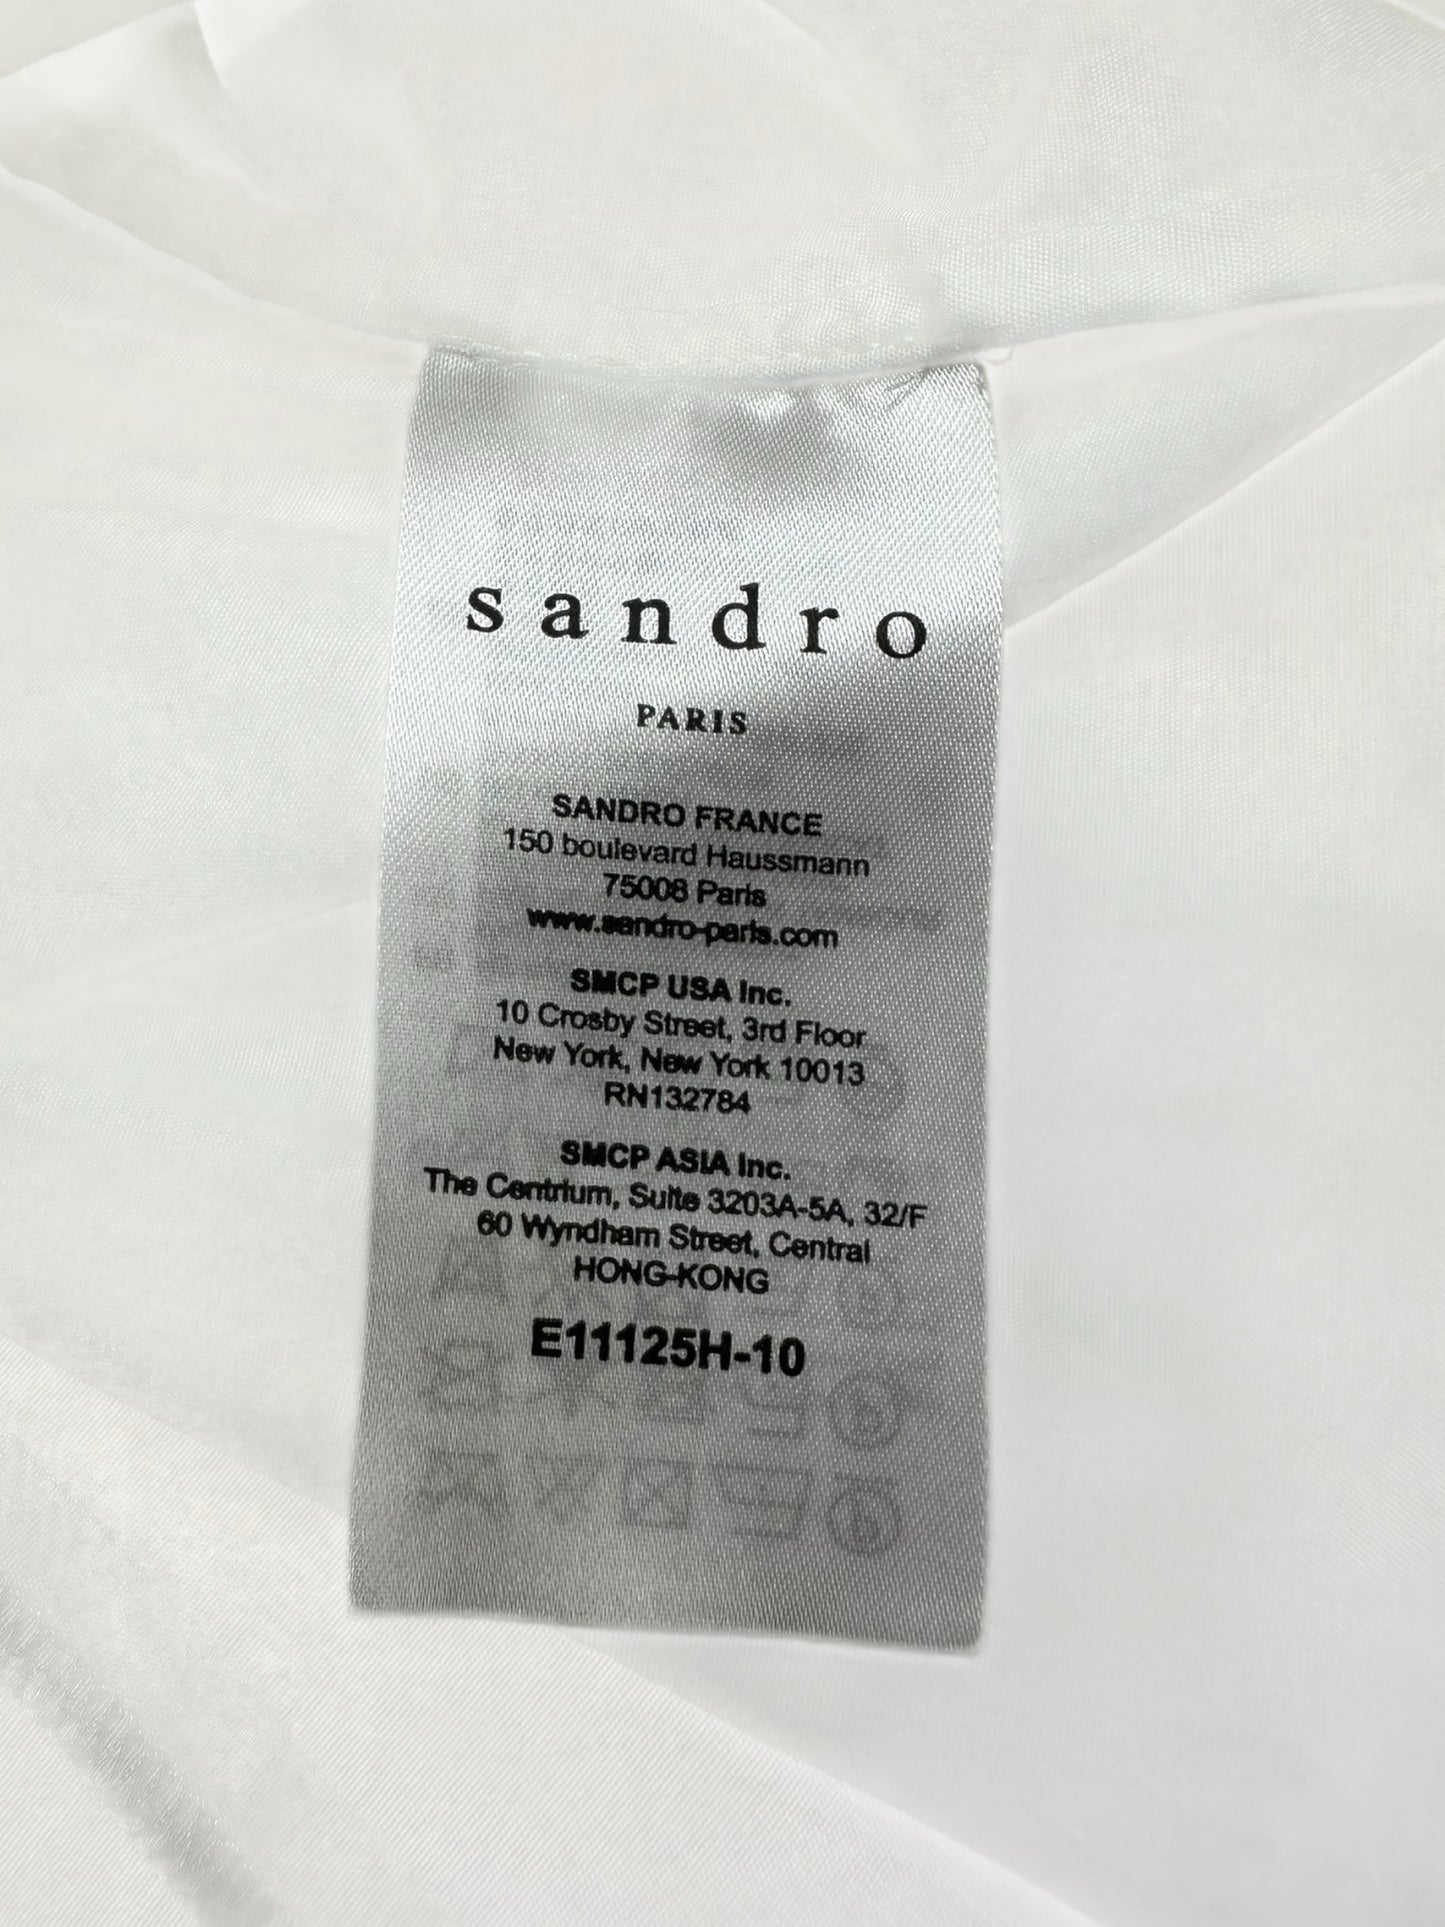 sandro
PARIS
SANDRO FRANCE
150 boulevard Haussmann
75008 Paris
www.sandro-paris.com
SMCP USA Inc.
10 Crosby Street, 3rd Floor
New York, New York 10013
RN132784
SMCP ASIA Inc.
The Centrium, Suite 3203A-5A, 32/F
60 Wyndham Street, Central
HONG-KONG
E11125H-10